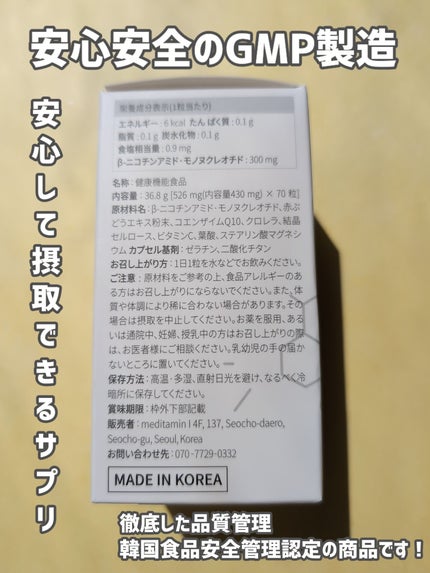 安心安全のGMP製造
安心して摂取できるサプリ
栄養成分表示(1粒当たり)
エネルギー : 6 kcal たんぱく質 : 0.1 g
脂質 : 0.1 g 炭水化物 : 0.1 g
食塩相当量 : 0.9 mg
β-ニコチンアミド・モノヌクレオチド : 300 mg
名称 : 健康機能食品
内容量 : 36.8 g [526 mg(内容量430 mg) × 70 粒]
原材料名 : β-ニコチンアミド・モノヌクレオチド、赤ぶ
どうエキス粉末、コエンザイムQ10、クロレラ、結晶
セルロース、ビタミンC、葉酸、ステアリン酸マグネシ
ウム カプセル基剤 : ゼラチン、二酸化チタン
お召し上がり方 : 1日1粒を水などでお飲みください。
ご注意 : 原材料をご参考の上、食品アレルギーのあ
る方はお召し上がりにならないでください。また、体
質や体調により稀に合わない場合があります。その
場合は摂取を中止してください。お薬を服用、ある
いは通院中、妊婦、授乳中の方はお召し上がりの際
は、お医者様にご相談ください。乳幼児の手の届か
ないところに置いてください。
保存方法 : 高温・多湿、直射日光を避け、なるべく冷
暗所に保存してください。
賞味期限 : 枠外下部記載
販売者 : meditamin I 4F, 137, Seocho-daero,
Seocho-gu, Seoul, Korea
お問い合わせ先 : 070-7729-0332
MADE IN KOREA
徹底した品質管理
韓国食品安全管理認定の商品です!